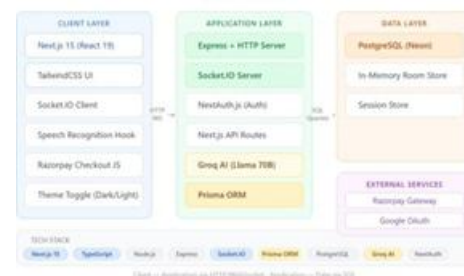 CLIENT LAYER
Next.js 15 (React 19)
TailwindCSS UI
Socket.IO Client
Speech Recognition Hook
Razorpay Checkout JS
Theme Toggle (Dark/Light)
HTTP
APPLICATION LAYER
Express + HTTP Server
Socket.IO Server
NextAuth.js (Auth)
Next.js API Routes
Groq AI (Llama 70B)
Prisma ORM
SQL
Queries
DATA LAYER
PostgreSQL (Neon)
In-Memory Room Store
Session Store
EXTERNAL SERVICES
Razorpay Gateway
Google OAuth
TECH STACK
Next.js 15 TypeScript Node.js Express Socket.IO Prisma ORM PostgreSQL Groq AI NextAuth